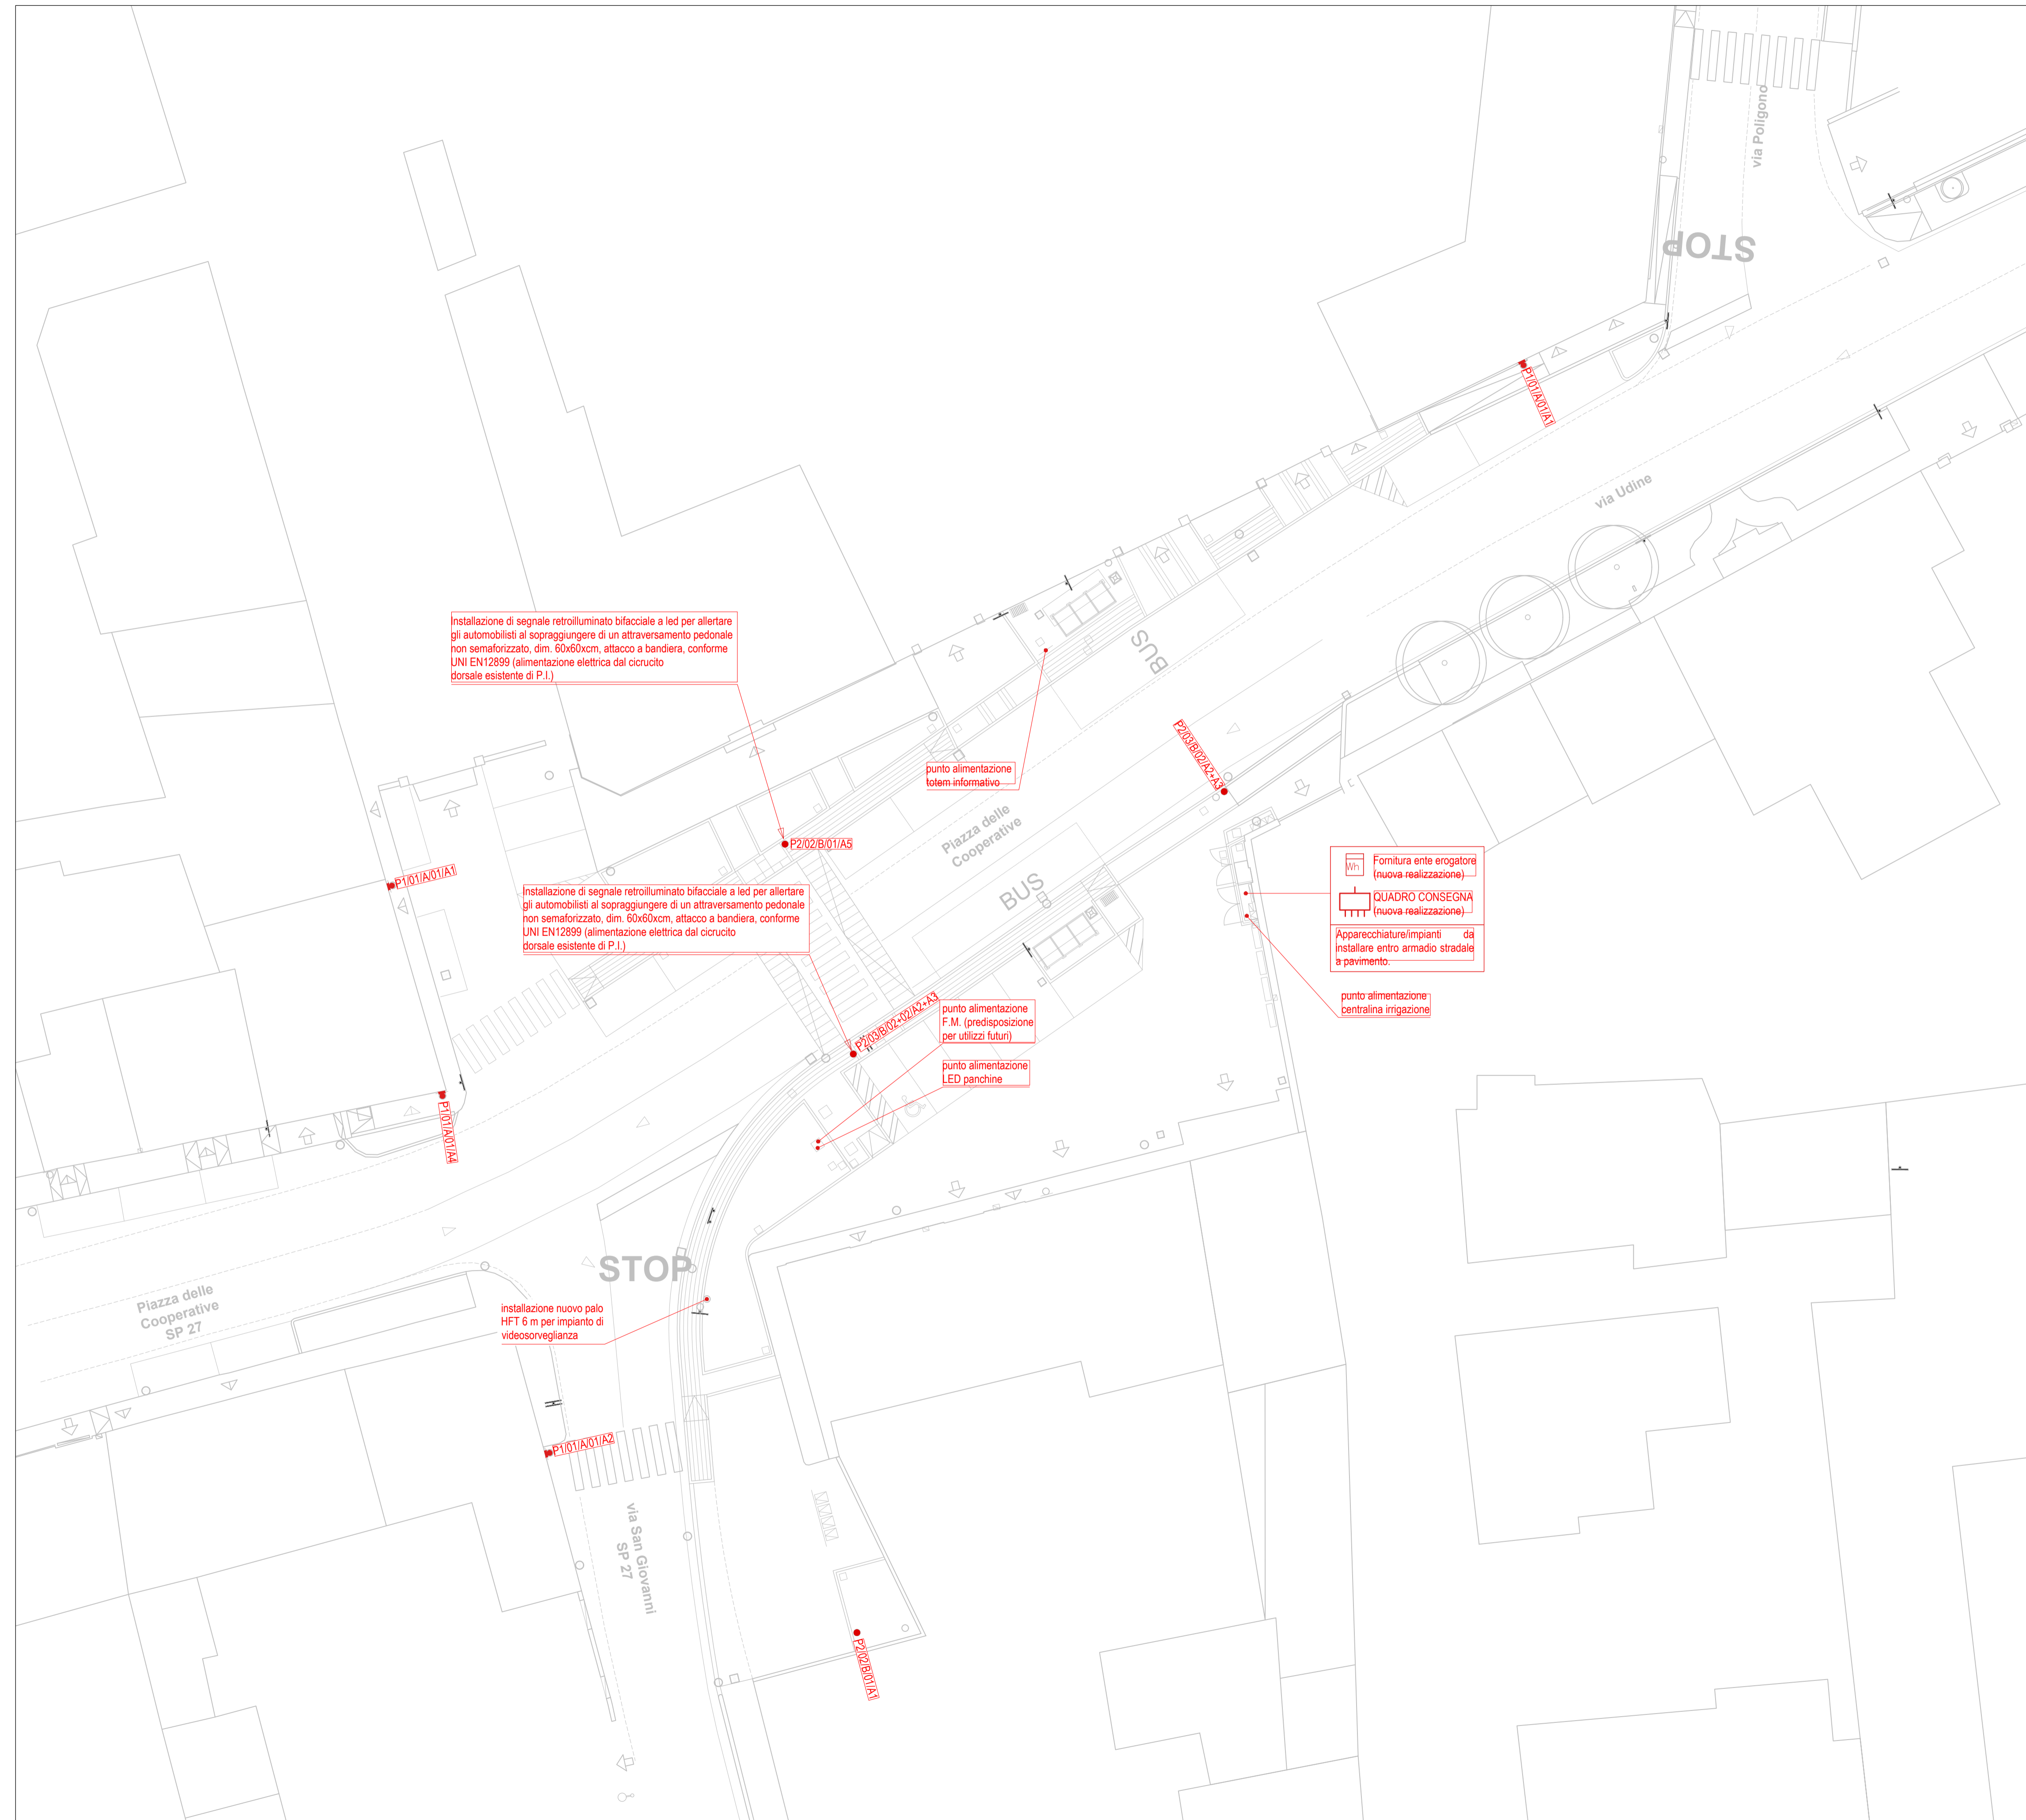 via Poligono
STOP
P1/01/A/01/A1
via Udine
Installazione di segnale retroilluminato bifacciale a led per allertare
gli automobilisti al sopraggiungere di un attraversamento pedonale
non semaforizzato, dim. 60x60xcm, attacco a bandiera, conforme
UNI EN12899 (alimentazione elettrica dal cicrucito
dorsale esistente di P.I.)
BUS
P2/03/B/02/A2+A3
punto alimentazione
totem informativo
Piazza delle
Cooperative
P2/02/B/01/A5
P1/01/A/01/A1
BUS
Installazione di segnale retroilluminato bifacciale a led per allertare
gli automobilisti al sopraggiungere di un attraversamento pedonale
non semaforizzato, dim. 60x60xcm, attacco a bandiera, conforme
UNI EN12899 (alimentazione elettrica dal cicrucito
dorsale esistente di P.I.)
Wh
Fornitura ente erogatore
(nuova realizzazione)
QUADRO CONSEGNA
(nuova realizzazione)
Apparecchiature/impianti da
installare entro armadio stradale
a pavimento.
punto alimentazione
centralina irrigazione
P2/03/B/02+02/A2+A3
punto alimentazione
F.M. (predisposizione
per utilizzi futuri)
punto alimentazione
LED panchine
P1/01/A/01/A4
STOP
Piazza delle
Cooperative
SP 27
installazione nuovo palo
HFT 6 m per impianto di
videosorveglianza
P1/01/A/01/A2
via San Giovanni
SP 27
P2/02/B/01/A1